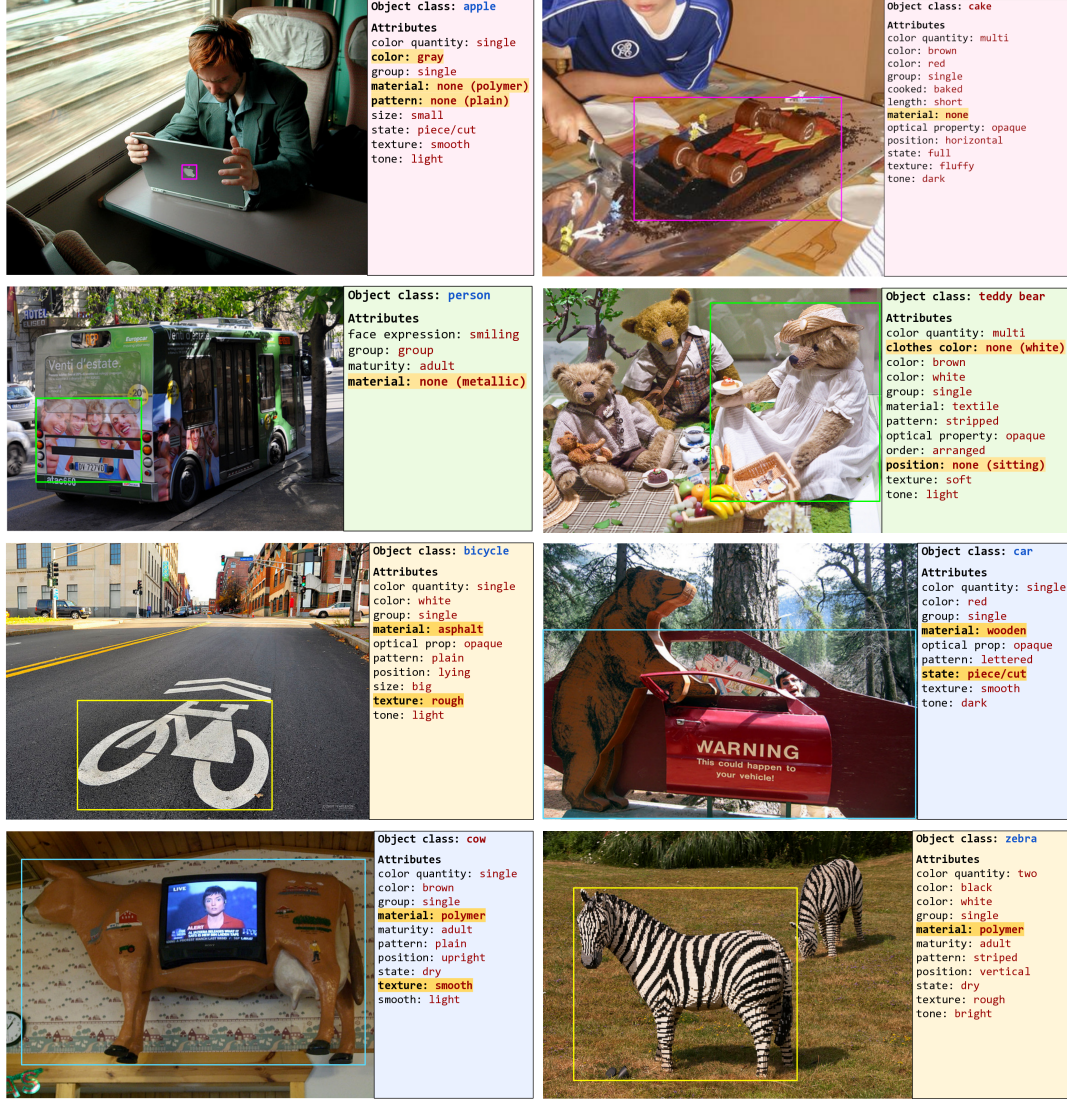 Object class: apple
Attributes
color quantity: single
color: gray
group: single
material: none (polymer)
pattern: none (plain)
size: small
state: piece/cut
texture: smooth
tone: light
Object class: cake
Attributes
color quantity: multi
color: brown
color: red
group: single
cooked: baked
length: short
material: none
optical property: opaque
position: horizontal
state: full
texture: fluffy
tone: dark
HOTEL
Europcar
Venti d'estate.
-20%
DV 727VD
atac550
Object class: person
Attributes
face expression: smiling
group: group
maturity: adult
material: none (metallic)
Object class: teddy bear
Attributes
color quantity: multi
clothes color: none (white)
color: brown
color: white
group: single
material: textile
pattern: stripped
optical property: opaque
order: arranged
position: none (sitting)
texture: soft
tone: light
Object class: bicycle
Attributes
color quantity: single
color: white
group: single
material: asphalt
optical prop: opaque
pattern: plain
position: lying
size: big
texture: rough
tone: light
WARNING
This could happen to
your vehicle!
Object class: car
Attributes
color quantity: single
color: red
group: single
material: wooden
optical prop: opaque
pattern: lettered
state: piece/cut
texture: smooth
tone: dark
LIVE
ALERT
Object class: cow
Attributes
color quantity: single
color: brown
group: single
material: polymer
maturity: adult
pattern: plain
position: upright
state: dry
texture: smooth
smooth: light
Object class: zebra
Attributes
color quantity: two
color: black
color: white
group: single
material: polymer
maturity: adult
pattern: striped
position: vertical
state: dry
texture: rough
tone: bright